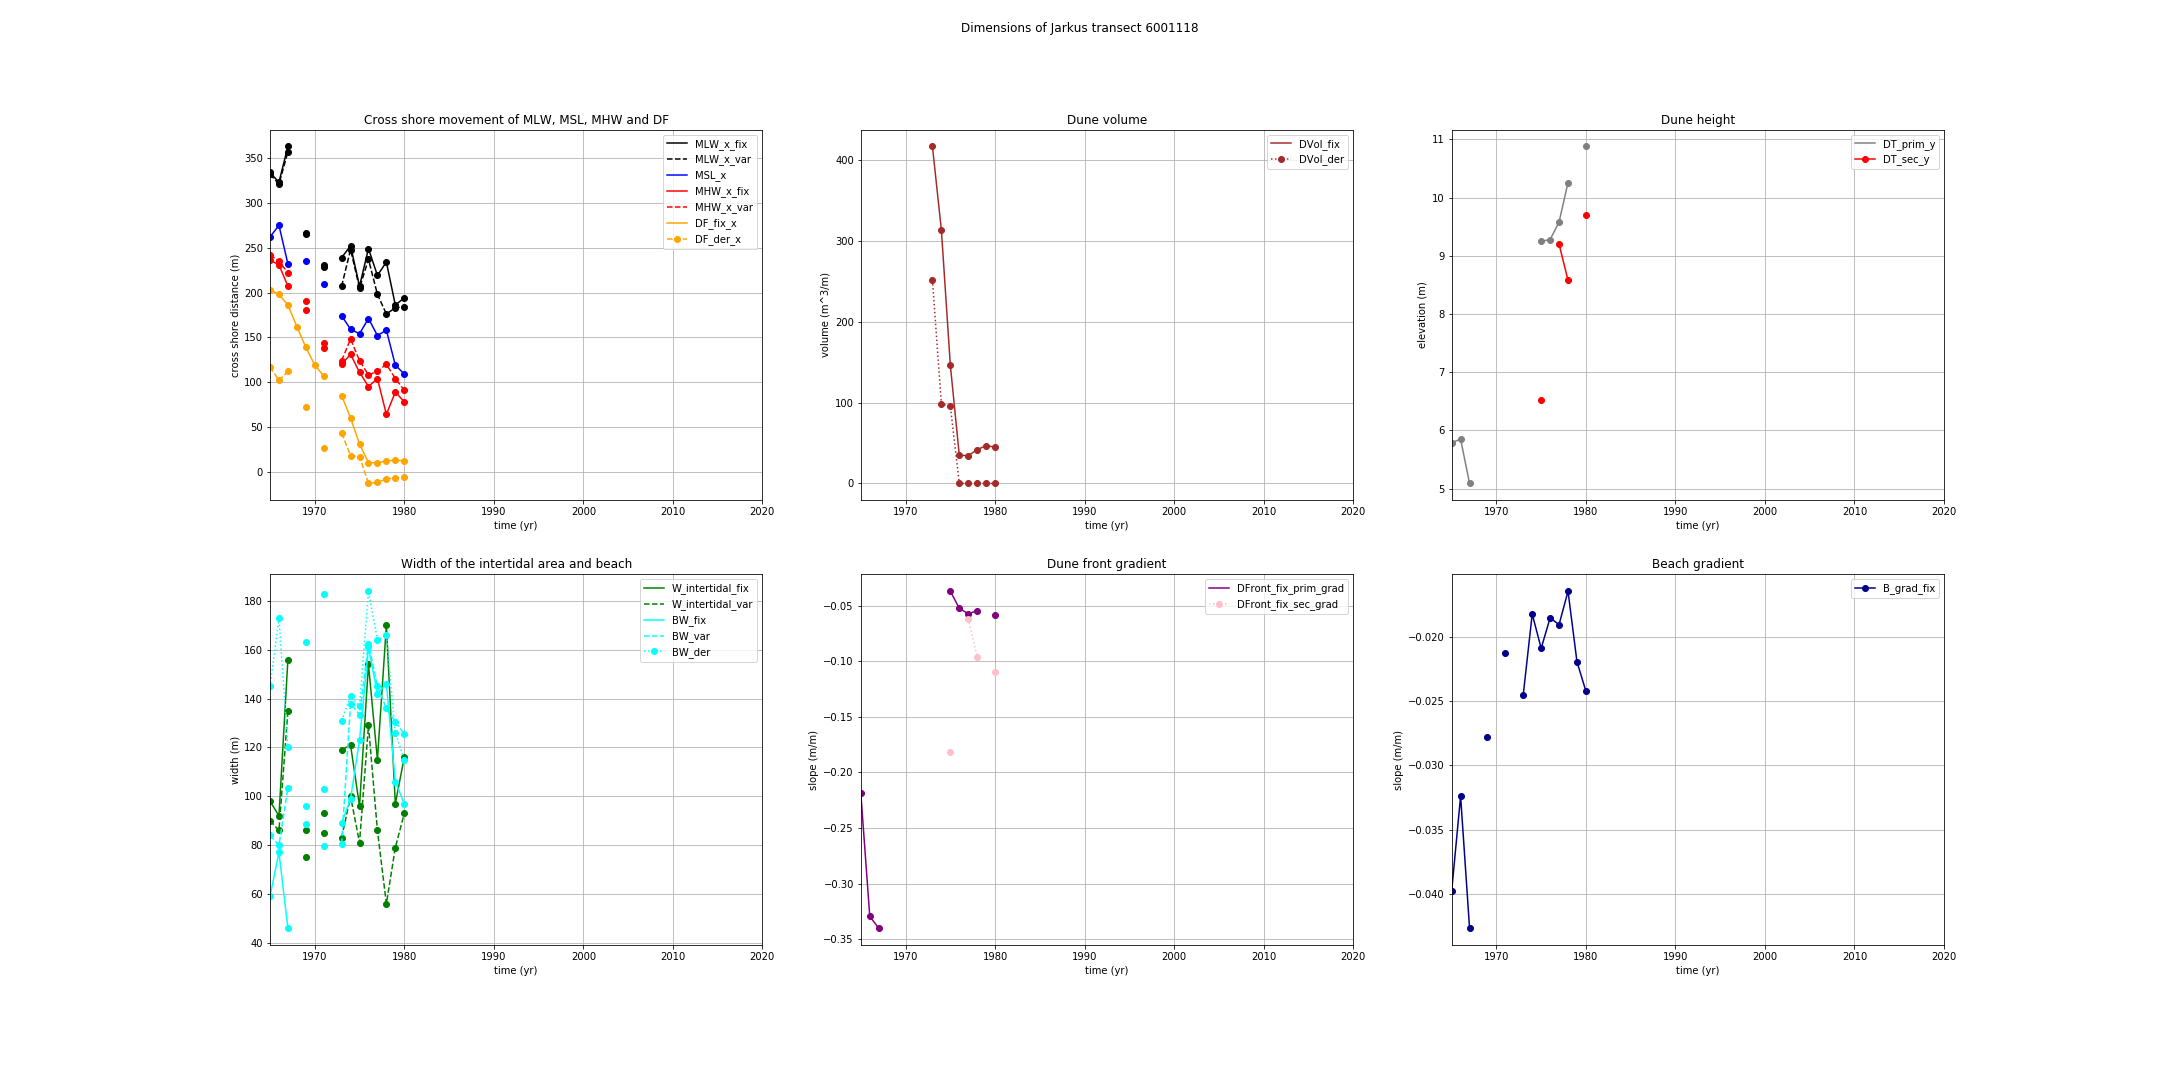 Dimensions of Jarkus transect 6001118
Cross shore movement of MLW, MSL, MHW and DF
cross shore distance (m)
350
300
250
200
150
100
50
0
MLW_x_fix
MLW_x_var
MSL_x
MHW_x_fix
MHW_x_var
DF_fix_x
DF_der_x
1970 1980 1990 2000 2010 2020
time (yr)
Dune volume
volume (m^3/m)
400
300
200
100
0
DVol_fix
DVol_der
1970 1980 1990 2000 2010 2020
time (yr)
Dune height
elevation (m)
11
10
9
8
7
6
5
DT_prim_y
DT_sec_y
1970 1980 1990 2000 2010 2020
time (yr)
Width of the intertidal area and beach
width (m)
180
160
140
120
100
80
60
40
W_intertidal_fix
W_intertidal_var
BW_fix
BW_var
BW_der
1970 1980 1990 2000 2010 2020
time (yr)
Dune front gradient
slope (m/m)
−0.05
−0.10
−0.15
−0.20
−0.25
−0.30
−0.35
DFront_fix_prim_grad
DFront_fix_sec_grad
1970 1980 1990 2000 2010 2020
time (yr)
Beach gradient
slope (m/m)
−0.020
−0.025
−0.030
−0.035
−0.040
B_grad_fix
1970 1980 1990 2000 2010 2020
time (yr)